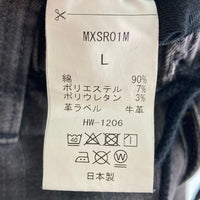 MXSR01M
L
綿 90%
ポリエステル 7%
ポリウレタン 3%
革ラベル 牛革
HW-1206
日本製